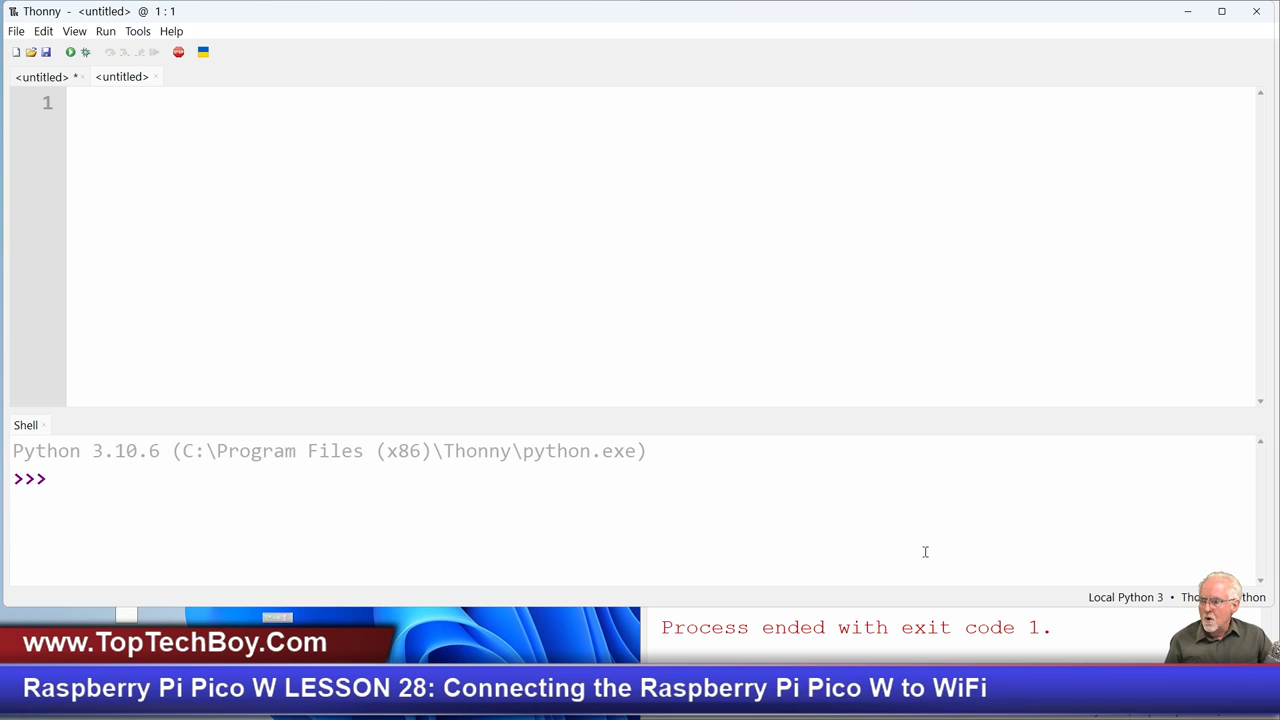 Thonny - <untitled> @ 1:1
File Edit View Run Tools Help
<untitled> * <untitled>
1
Shell
Python 3.10.6 (C:\Program Files (x86)\Thonny\python.exe)
>>>
Local Python 3 •
Process ended with exit code 1.
www.TopTechBoy.Com
Raspberry Pi Pico W LESSON 28: Connecting the Raspberry Pi Pico W to WiFi